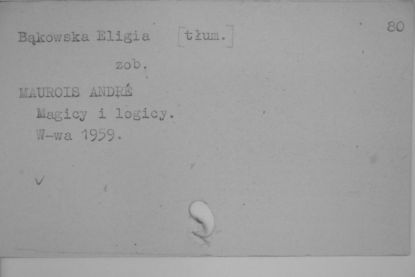 80
Bąkowska Eligia [tłum.]
zob.
MAUROIS ANDRÉ
Magicy i logicy.
W-wa 1959.